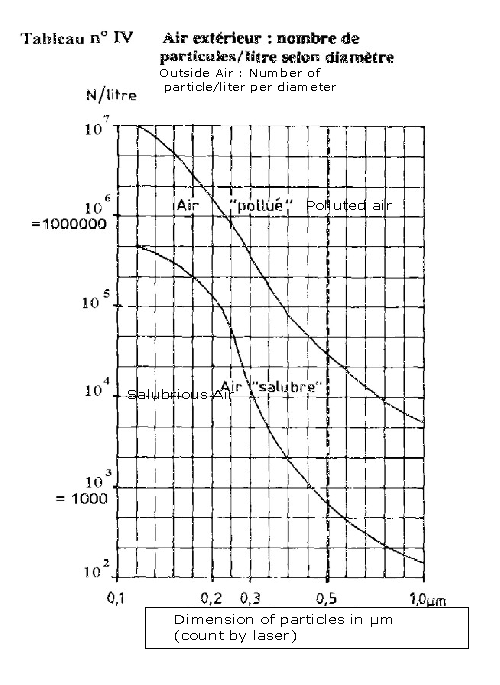 Tableau n° IV
Air extérieur : nombre de
particules/litre selon diamètre
Outside Air : Number of
particle/liter per diameter
N/litre
10⁷
10⁶
=1000000
Air "pollué" Polluted air
10⁵
Air "salubre"
10⁴
Salubrious Air
10³
= 1000
10²
0,1 0,2 0,3 0,5 1,0µm
Dimension of particles in µm
(count by laser)